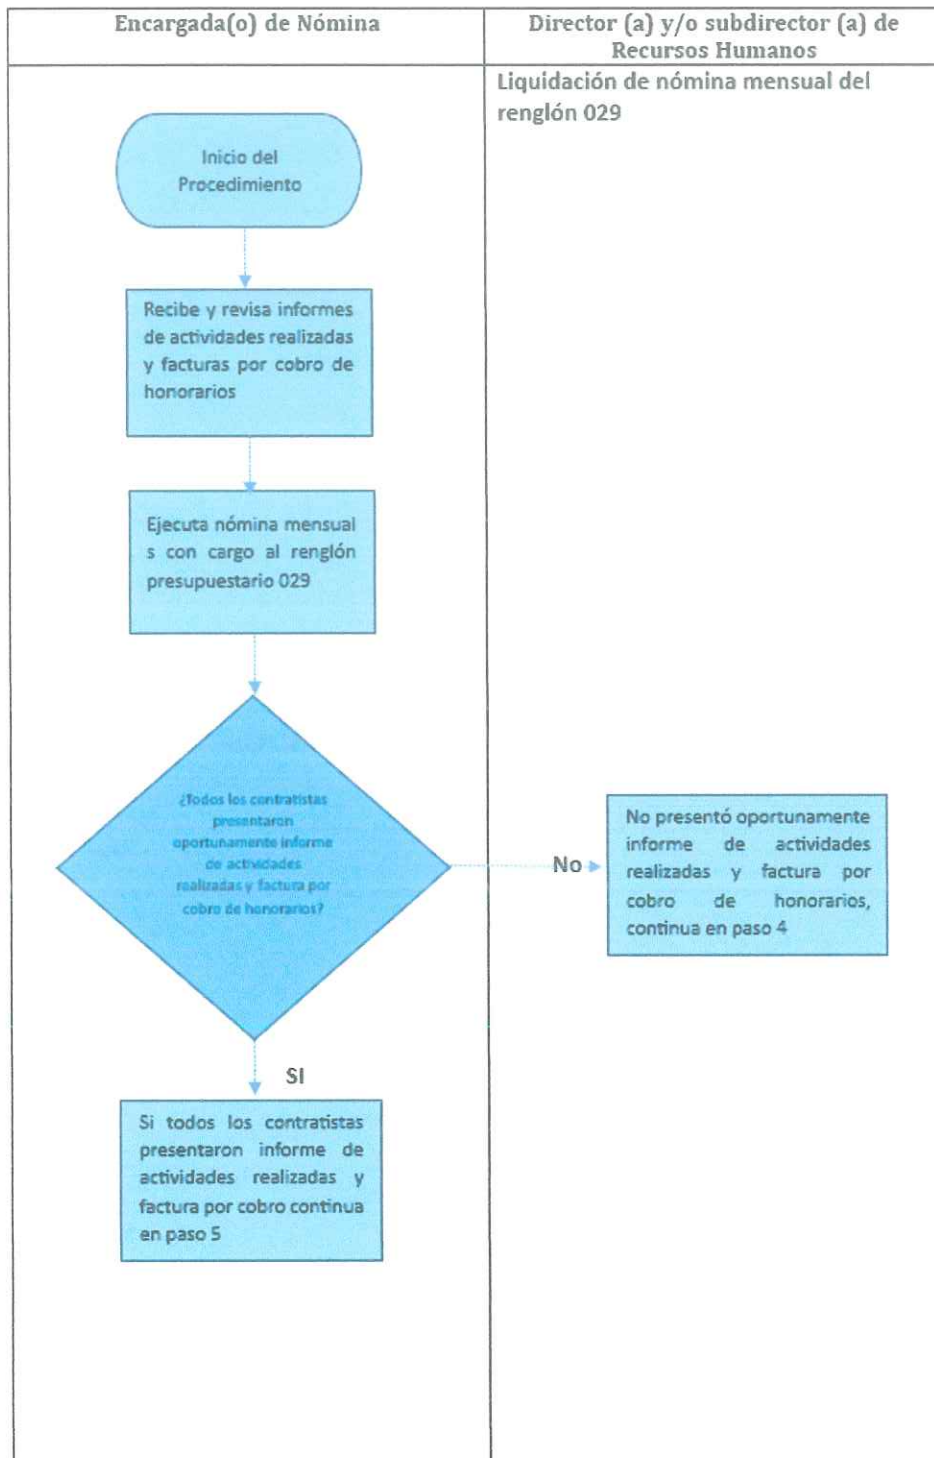 Encargada(o) de Nómina
Director (a) y/o subdirector (a) de
Recursos Humanos
Liquidación de nómina mensual del
renglón 029
Inicio del
Procedimiento
Recibe y revisa informes
de actividades realizadas
y facturas por cobro de
honorarios
Ejecuta nómina mensual
s con cargo al renglón
presupuestario 029
¿Todos los contratistas
presentaron
oportunamente informe
de actividades
realizadas y factura por
cobro de honorarios?
No
No presentó oportunamente
informe de actividades
realizadas y factura por
cobro de honorarios,
continua en paso 4
SI
Si todos los contratistas
presentaron informe de
actividades realizadas y
factura por cobro continua
en paso 5